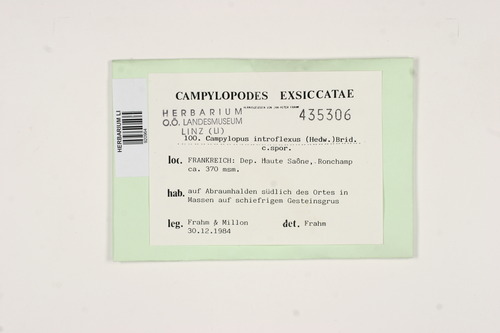 CAMPYLOPODES EXSICCATAE
HERBARIUM
O.Ö. LANDESMUSEUM
LINZ (LI)
435306
100. Campylopus introflexus (Hedw.)Brid.
c.spor.
loc. FRANKREICH: Dep. Haute Saône, Ronchamp
ca. 370 msm.
hab. auf Abraumhalden südlich des Ortes in
Massen auf schiefrigem Gesteinsgrus
leg. Frahm & Millon
30.12.1984
det. Frahm
HERBARIUM LI